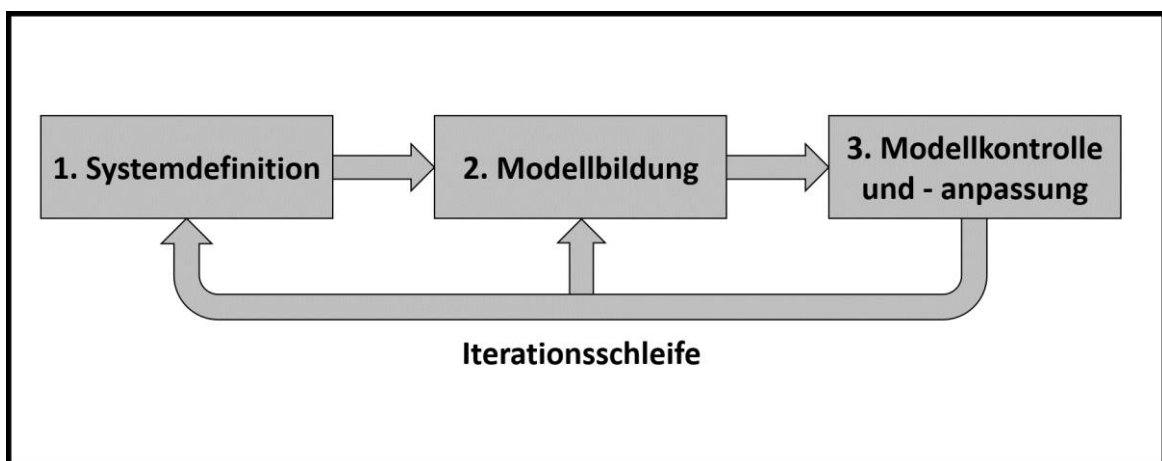 1. Systemdefinition
2. Modellbildung
3. Modellkontrolle
und - anpassung
Iterationsschleife